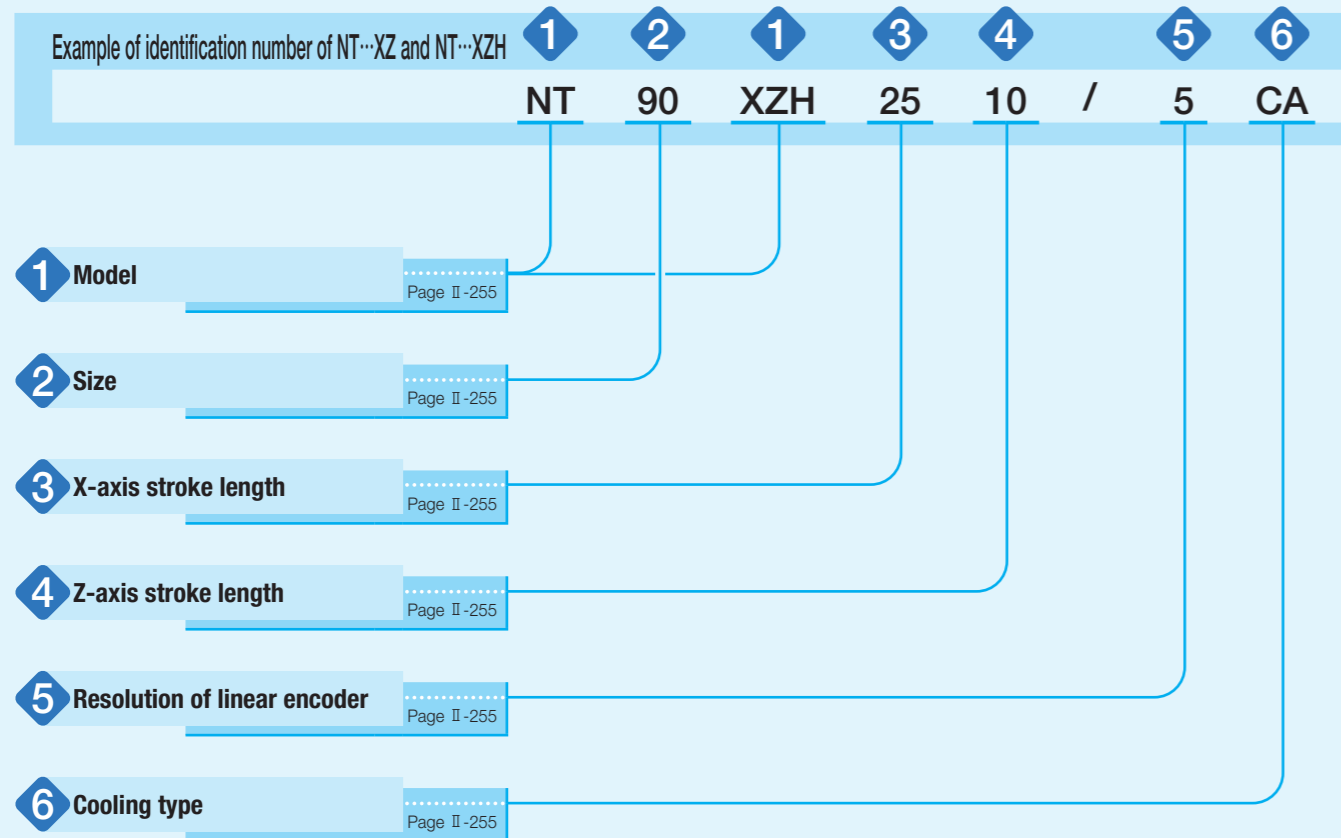 Example of identification number of NT⋯XZ and NT⋯XZH
1 2 1 3 4 5 6
NT 90 XZH 25 10 / 5 CA
1 Model
Page Ⅱ-255
2 Size
Page Ⅱ-255
3 X-axis stroke length
Page Ⅱ-255
4 Z-axis stroke length
Page Ⅱ-255
5 Resolution of linear encoder
Page Ⅱ-255
6 Cooling type
Page Ⅱ-255